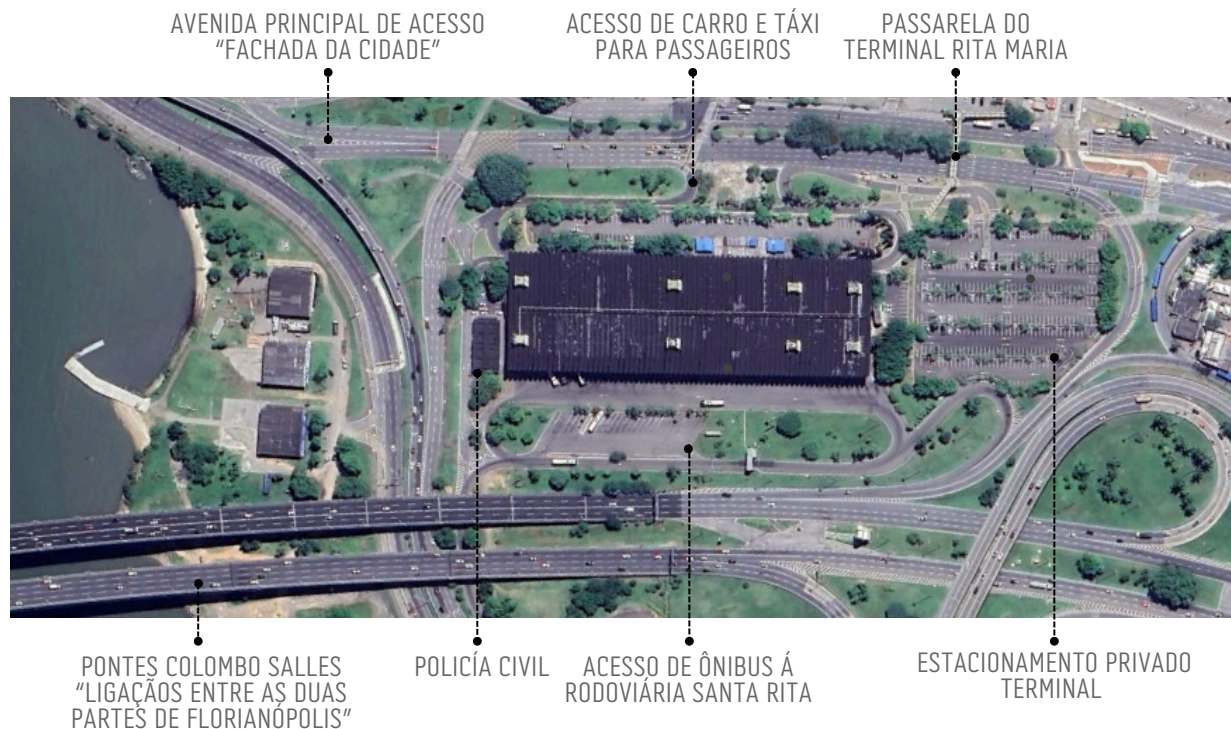 AVENIDA PRINCIPAL DE ACESSO
"FACHADA DA CIDADE"
ACESSO DE CARRO E TÁXI
PARA PASSAGEIROS
PASSARELA DO
TERMINAL RITA MARIA
PONTES COLOMBO SALLES
"LIGAÇÃOS ENTRE AS DUAS
PARTES DE FLORIANÓPOLIS"
POLICÍA CIVIL
ACESSO DE ÔNIBUS Á
RODOVIÁRIA SANTA RITA
ESTACIONAMENTO PRIVADO
TERMINAL